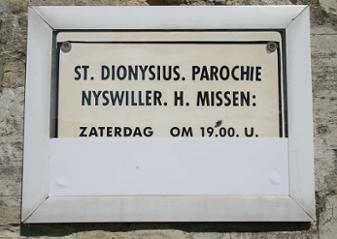 ST. DIONYSIUS. PAROCHIE
NYSWILLER. H. MISSEN:
ZATERDAG OM 19.00. U.